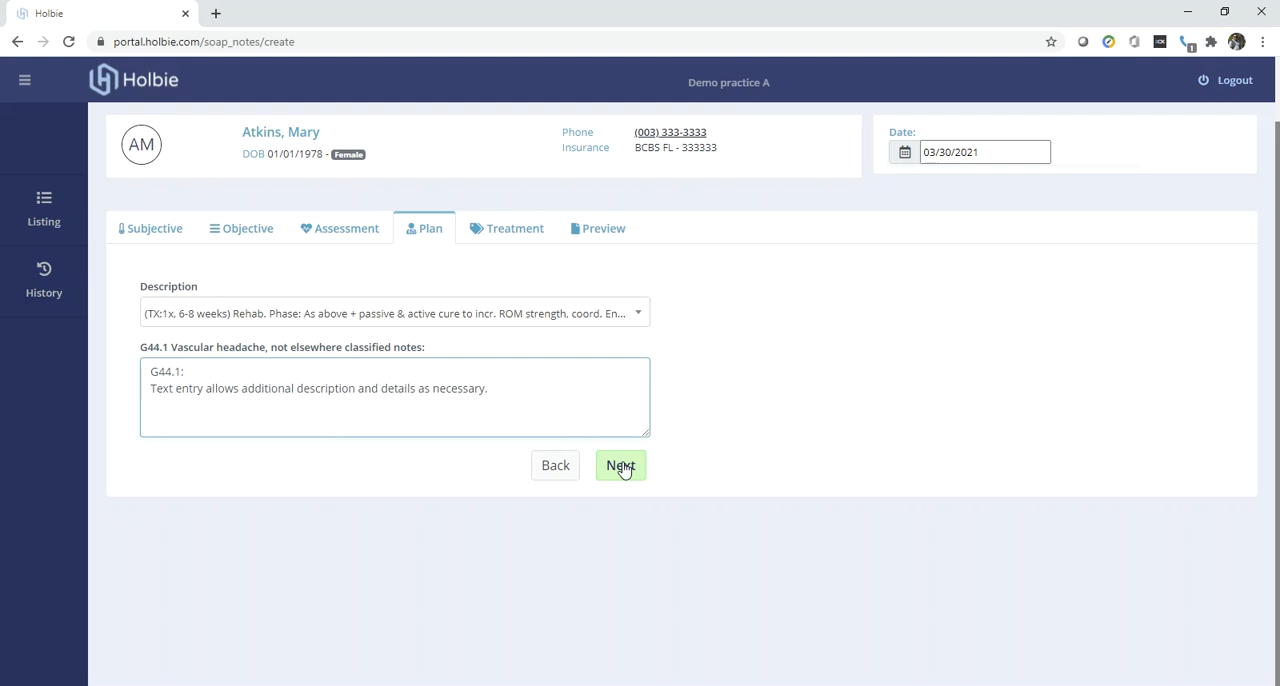 Holbie
portal.holbie.com/soap_notes/create
1
Holbie
Demo practice A
Logout
AM
Atkins, Mary
DOB 01/01/1978 - Female
Phone (003) 333-3333
Insurance BCBS FL - 333333
Date:
03/30/2021
Listing
History
Subjective Objective Assessment Plan Treatment Preview
Description
(TX:1x, 6-8 weeks) Rehab. Phase: As above + passive & active cure to incr. ROM strength, coord. En...
G44.1 Vascular headache, not elsewhere classified notes:
G44.1:
Text entry allows additional description and details as necessary.
Back Next